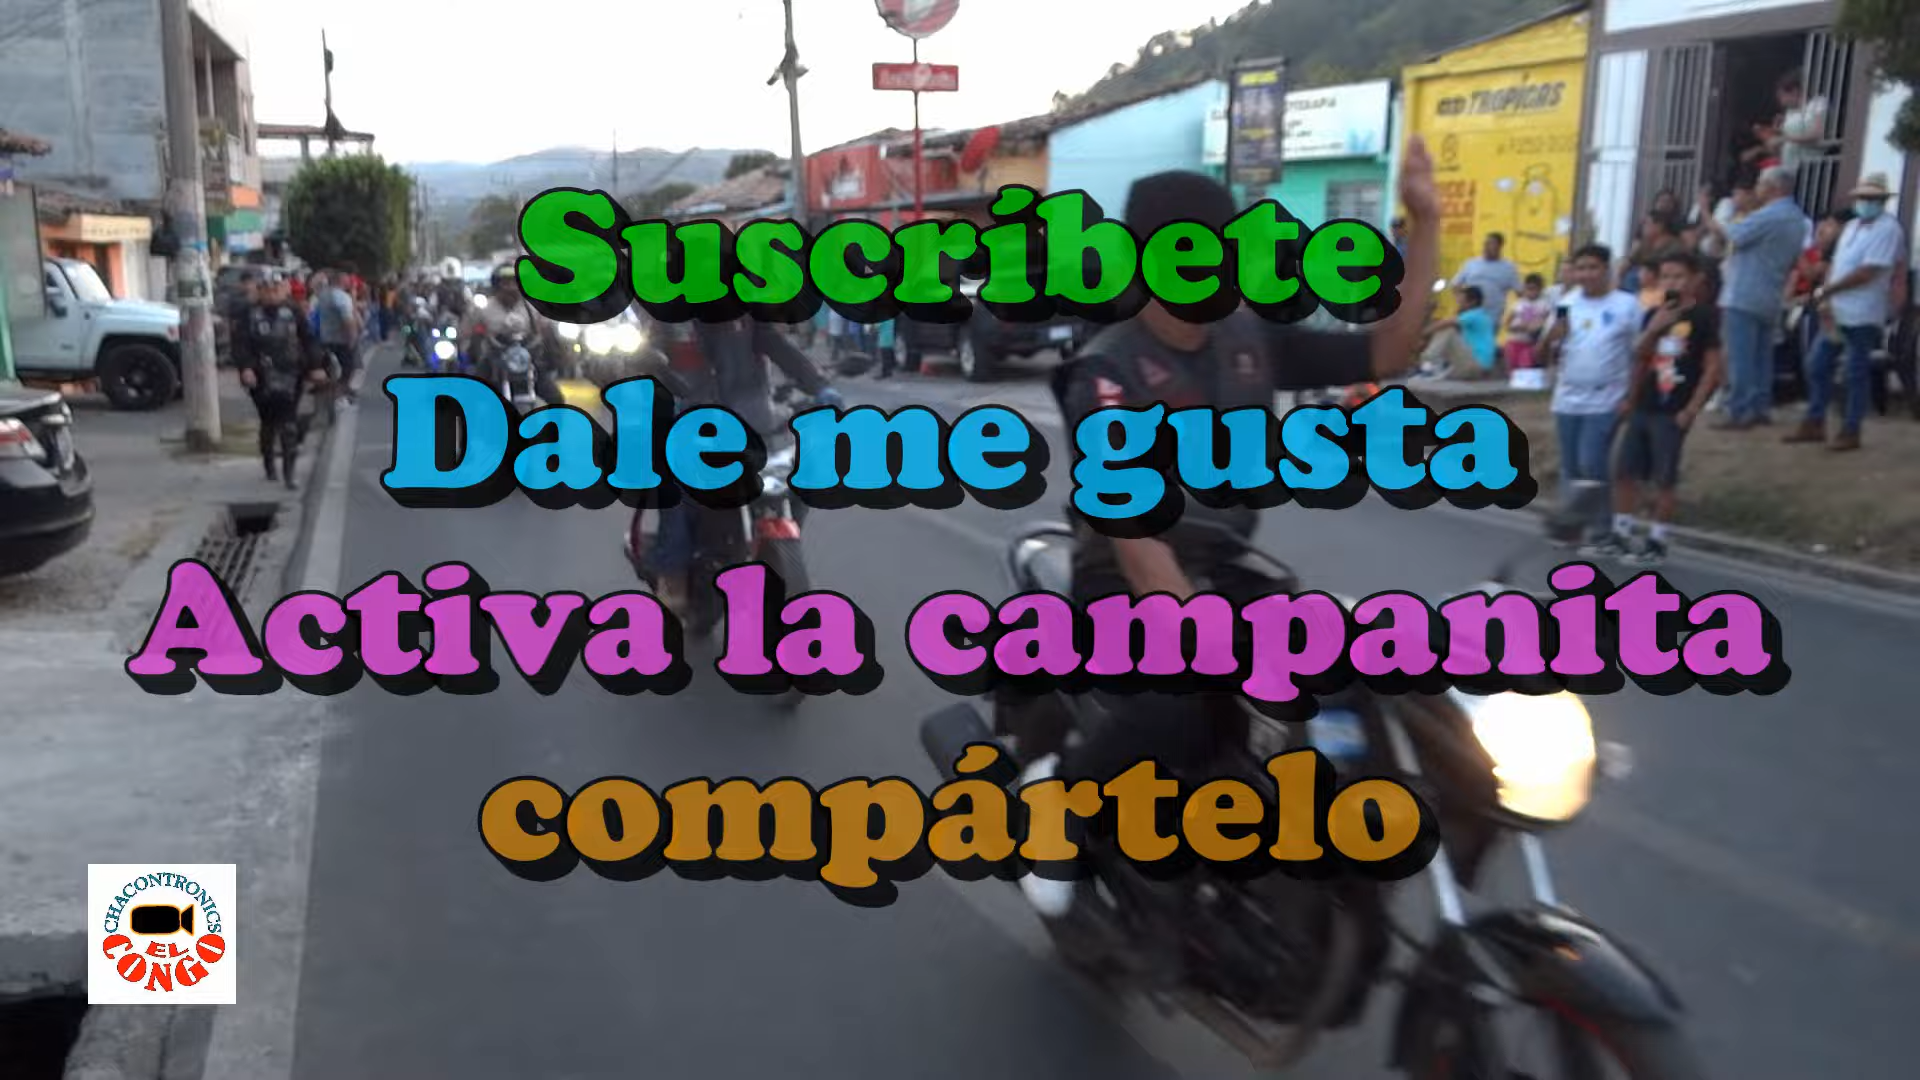 TROPIGAS
Suscríbete
Dale me gusta
Activa la campanita
compártelo
CHACONTRONICS
EL
CONGO